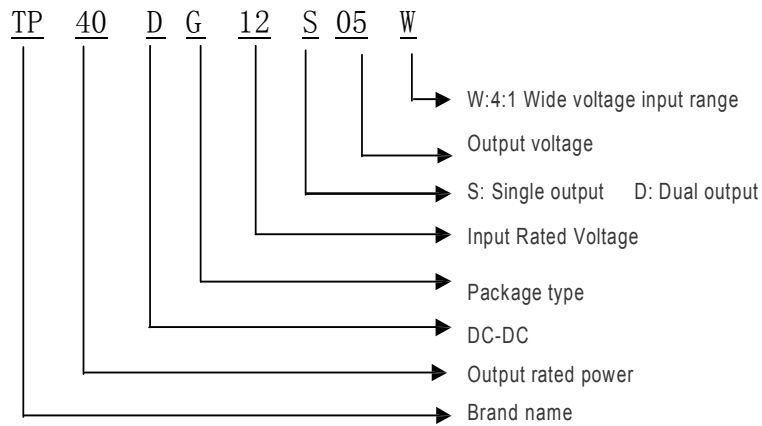 TP 40 D G 12 S 05 W
W:4:1 Wide voltage input range
Output voltage
S: Single output D: Dual output
Input Rated Voltage
Package type
DC-DC
Output rated power
Brand name